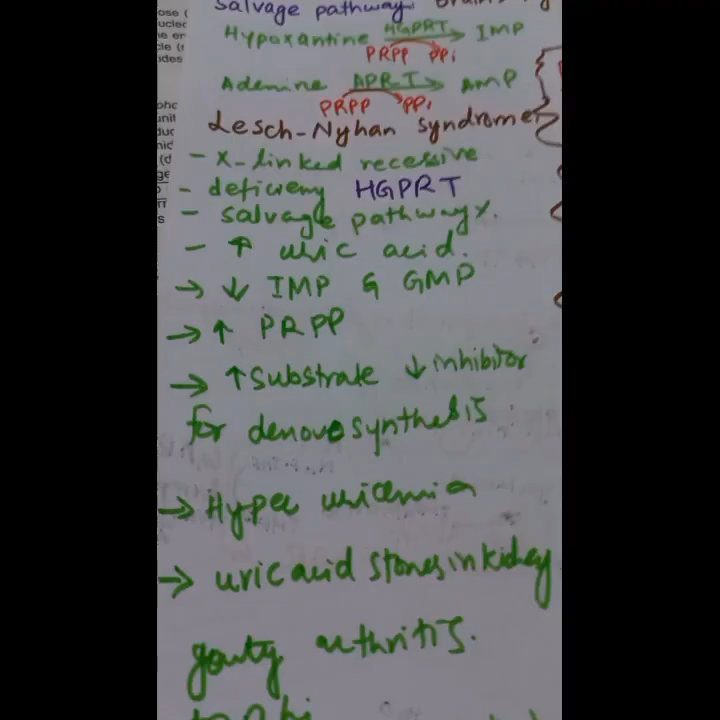 Salvage pathway
Hypoxantine HGPRT → IMP
PRPP PPi
Adenine APRT → AMP
PRPP PPi
Lesch-Nyhan syndrome
- X-linked recessive
- deficiemy HGPRT
- salvage pathway x.
- ↑ uric acid.
→ ↓ IMP & GMP
→ ↑ PRPP
→ ↑ Substrate ↓ inhibitor
for denovo synthesis
→ Hyper uricemia
→ uric acid stones in kidney
gouty arthritis.